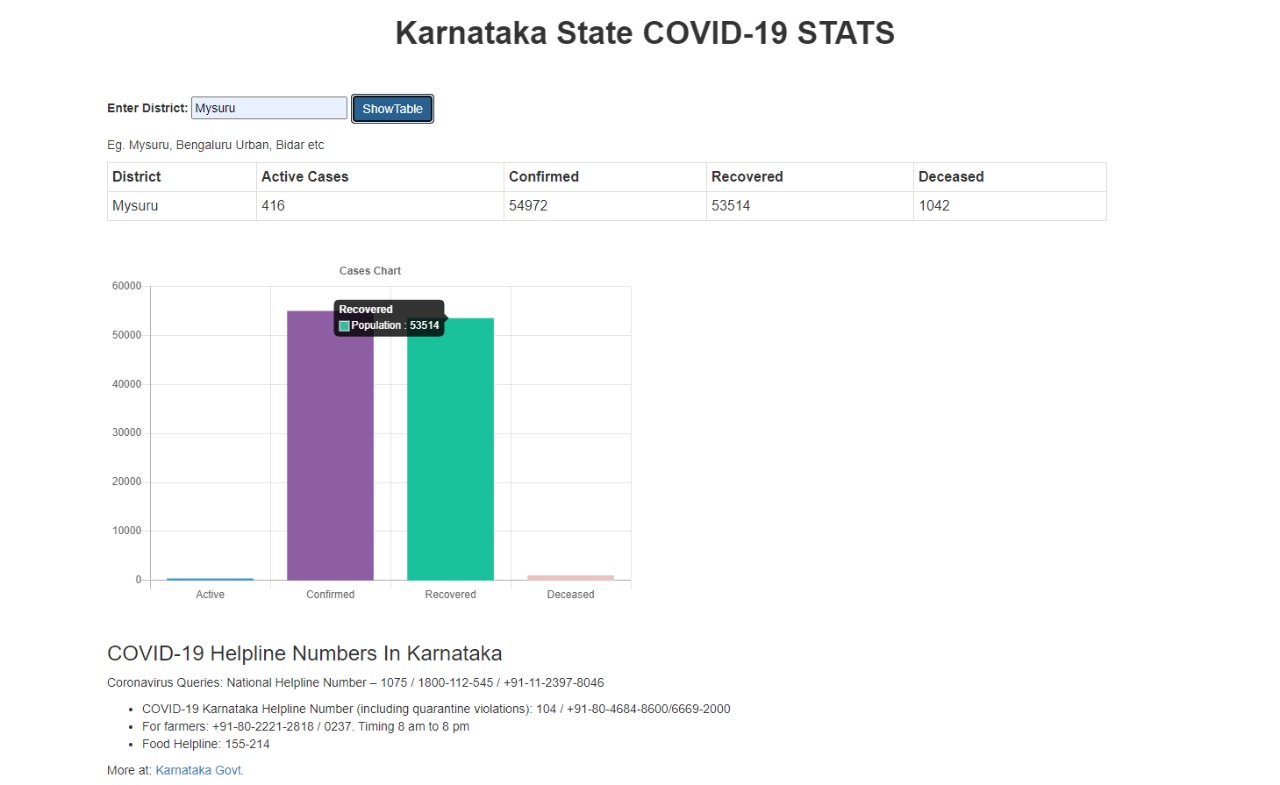 Karnataka State COVID-19 STATS
Enter District: Mysuru ShowTable
Eg. Mysuru, Bengaluru Urban, Bidar etc
District Active Cases Confirmed Recovered Deceased
Mysuru 416 54972 53514 1042
Cases Chart
60000
Recovered
Population : 53514
50000
40000
30000
20000
10000
0
Active Confirmed Recovered Deceased
COVID-19 Helpline Numbers In Karnataka
Coronavirus Queries: National Helpline Number – 1075 / 1800-112-545 / +91-11-2397-8046
• COVID-19 Karnataka Helpline Number (including quarantine violations): 104 / +91-80-4684-8600/6669-2000
• For farmers: +91-80-2221-2818 / 0237. Timing 8 am to 8 pm
• Food Helpline: 155-214
More at: Karnataka Govt.